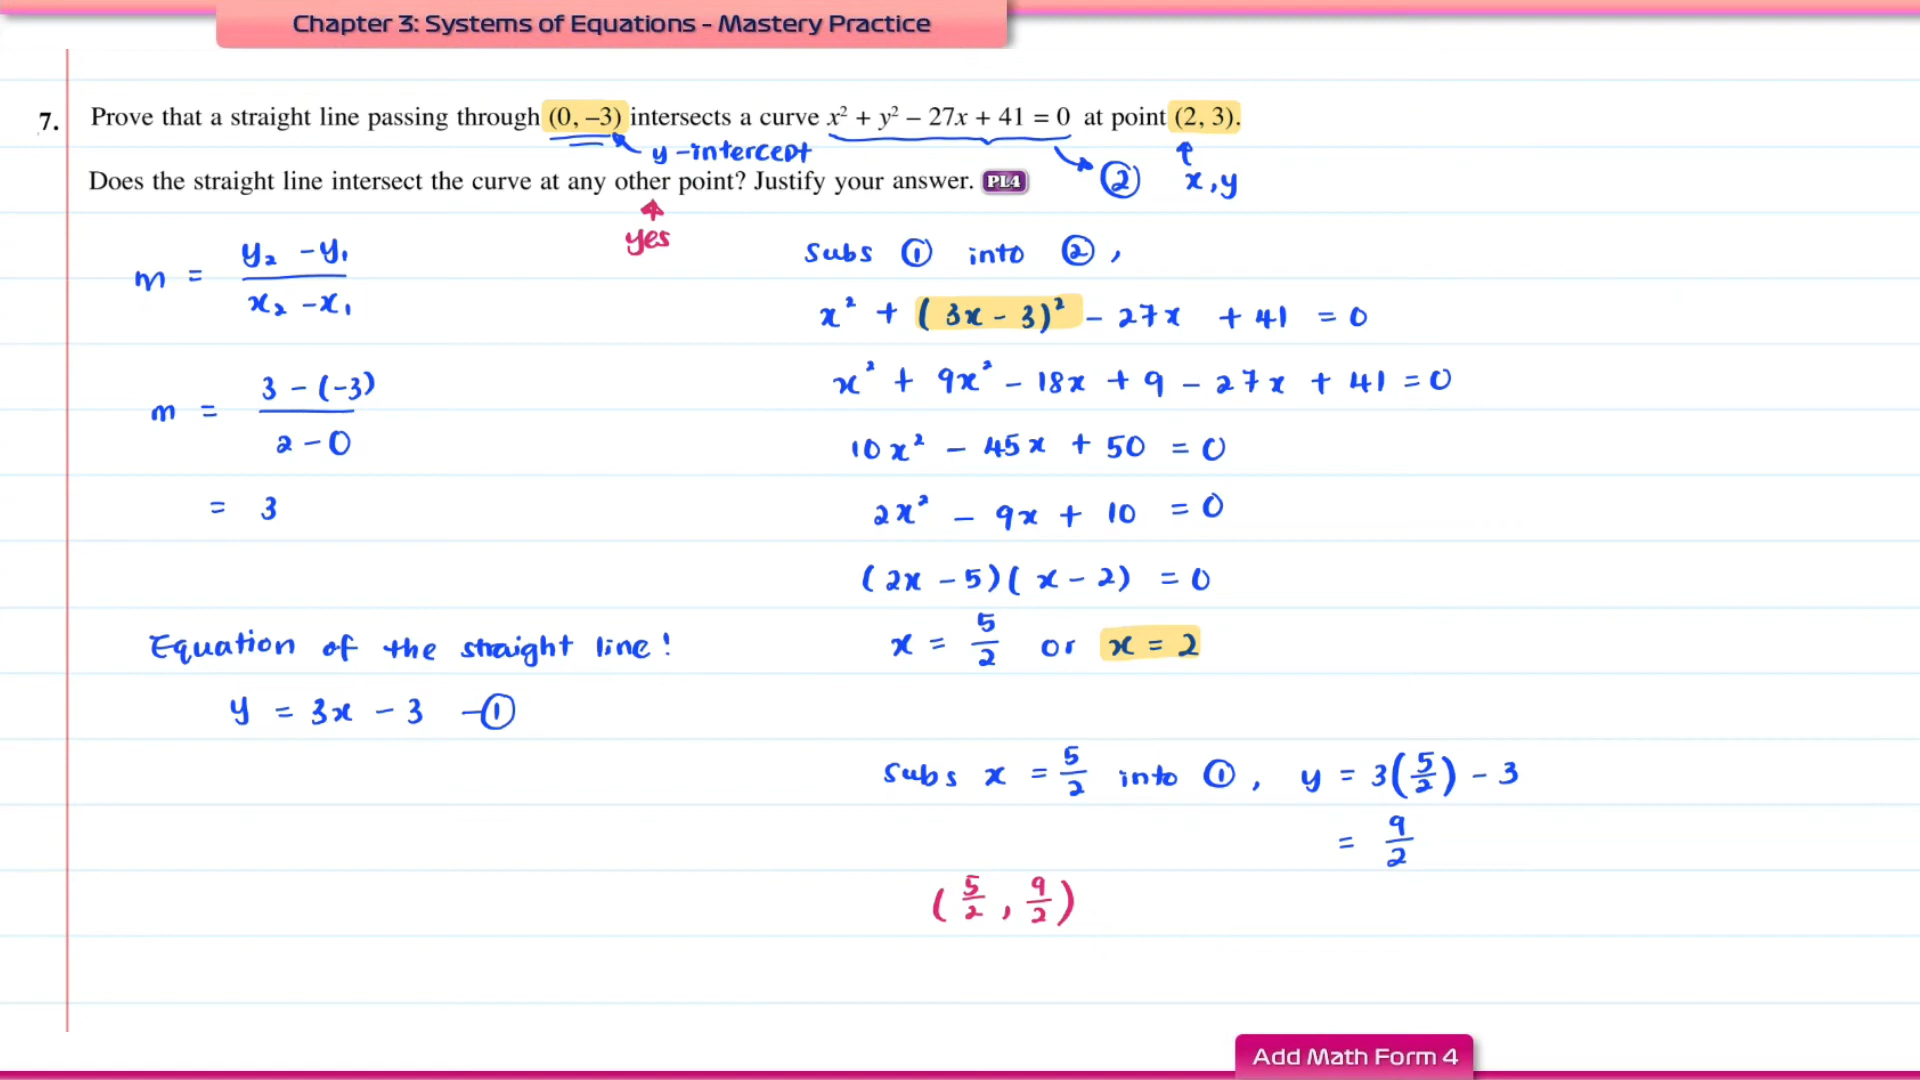 Chapter 3: Systems of Equations - Mastery Practice
7. Prove that a straight line passing through (0, –3) intersects a curve x² + y² – 27x + 41 = 0 at point (2, 3).
y-intercept
② x,y
Does the straight line intersect the curve at any other point? Justify your answer. PL4
yes
m = (y₂ - y₁)/(x₂ - x₁)
m = (3 - (-3))/(2 - 0)
= 3
Equation of the straight line!
y = 3x - 3 -①
Subs ① into ②,
x² + (3x - 3)² - 27x + 41 = 0
x² + 9x² - 18x + 9 - 27x + 41 = 0
10x² - 45x + 50 = 0
2x² - 9x + 10 = 0
(2x - 5)(x - 2) = 0
x = 5/2 or x = 2
Subs x = 5/2 into ①, y = 3(5/2) - 3
= 9/2
(5/2, 9/2)
Add Math Form 4